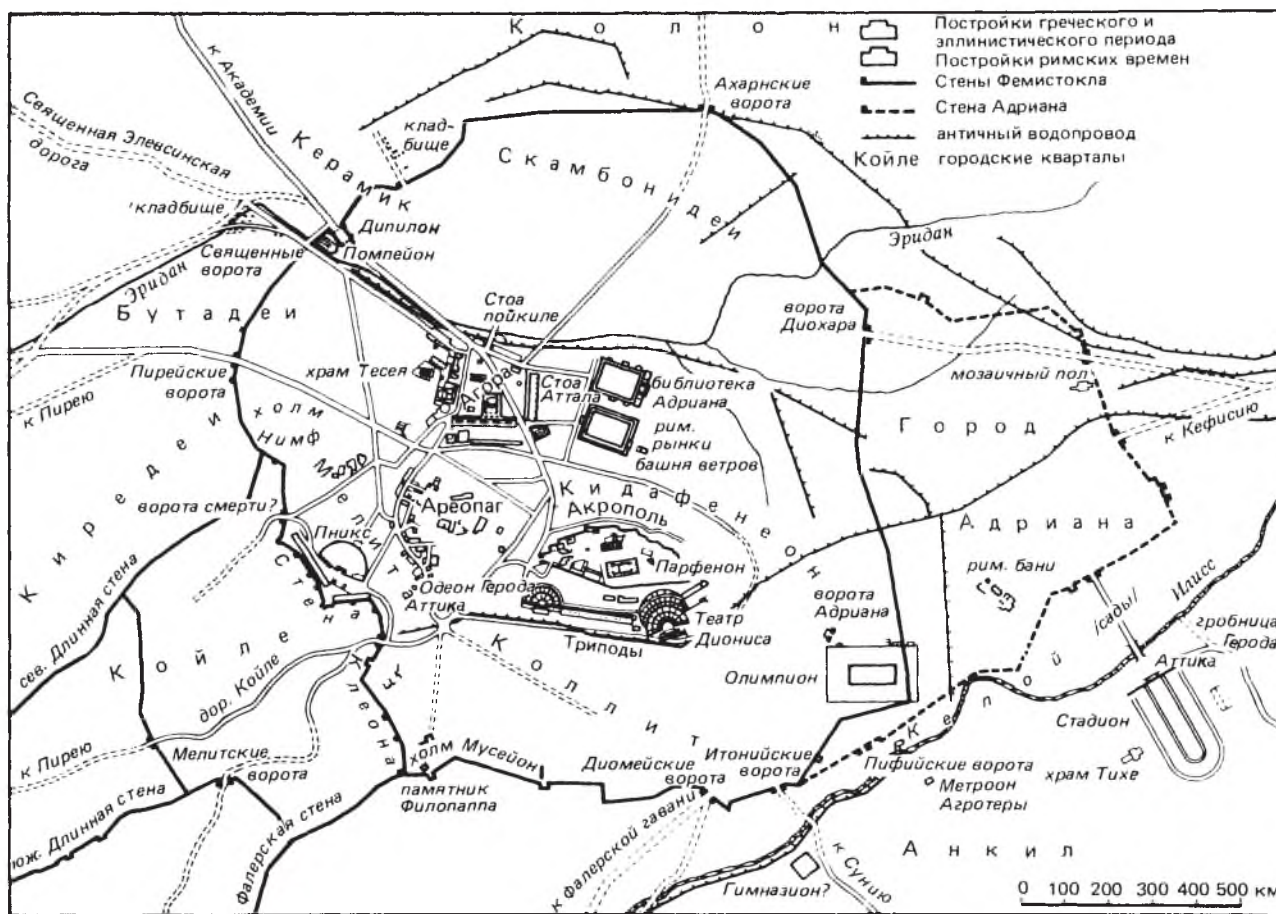 Колон
Постройки греческого и
эллинистического периода
Постройки римских времен
Стены Фемистокла
Стена Адриана
античный водопровод
Койле городские кварталы
к Академии
Священная Элевсинская
дорога
Керамик
клад-
бище
Ахарнские
ворота
Скамбонидеи
кладбище
Дипилон
Помпейон
Священные
ворота
Эридан
Эридан
Бутадеи
Стоа
пойкиле
ворота
Диохара
Пирейские
ворота
храм Тесея
Агора
Стоа
Аттала
библиотека
Адриана
мозаичный пол
к Пирею
холм
Нимф
рим.
рынки
башня ветров
Город
к Кефисию
Киредеи
Мелита
ворота смерти?
Ареопаг
Кидафенеон
Акрополь
Адриана
Пникс
Парфенон
рим. бани
Илисс
Стена
Клеона
Одеон Герода
Аттика
ворота
Адриана
/сады/
гробница
Герода
Аттика
Театр
Диониса
Триподы
сев. Длинная стена
Койле
Коллит
Олимпион
Кепой
Стадион
дор. Койле
к Пирею
Мелитские
ворота
холм Мусейон
Диомейские
ворота
Итонийские
ворота
Пифийские ворота
храм Тихе
Метроон
Агротеры
памятник
Филопаппа
юж. Длинная стена
Фалерская стена
к Фалерской гавани
к Сунию
Анкил
Гимназион?
0 100 200 300 400 500 км